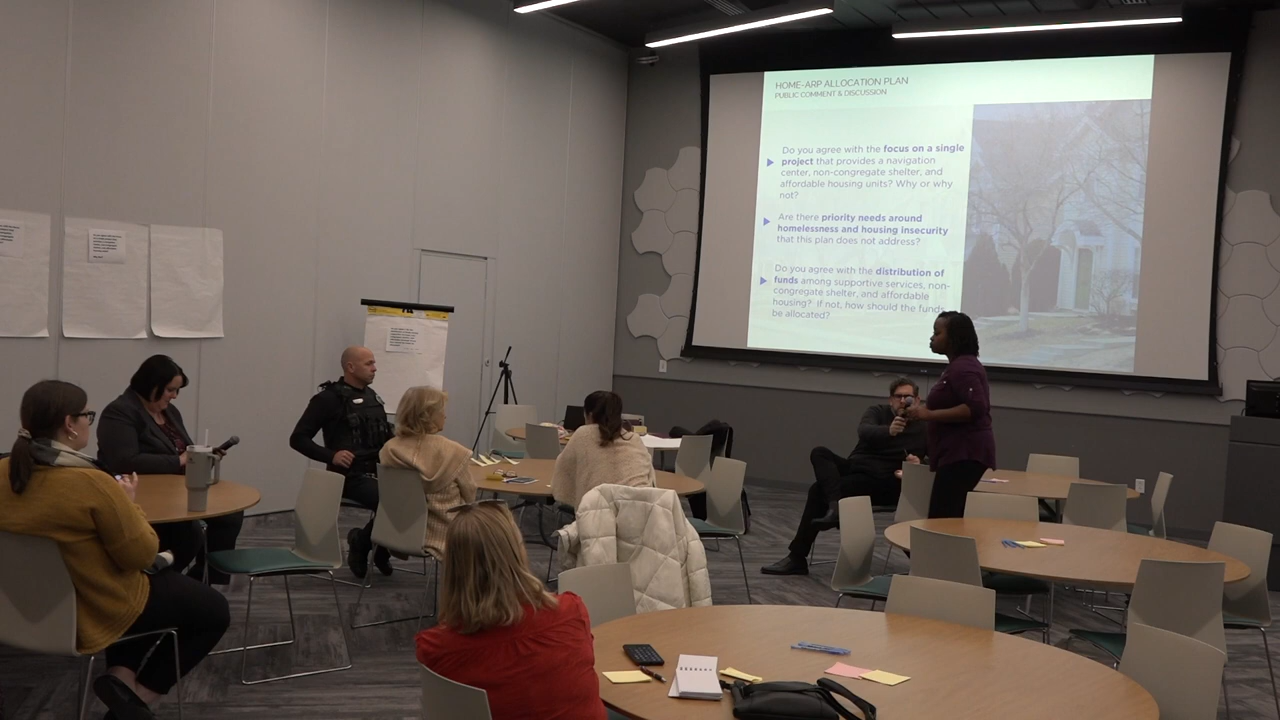 HOME-ARP ALLOCATION PLAN
PUBLIC COMMENT & DISCUSSION
Do you agree with the focus on a single
project that provides a navigation
center, non-congregate shelter, and
affordable housing units? Why or why
not?
Are there priority needs around
homelessness and housing insecurity
that this plan does not address?
Do you agree with the distribution of
funds among supportive services, non-
congregate shelter, and affordable
housing? If not, how should the funds
be allocated?